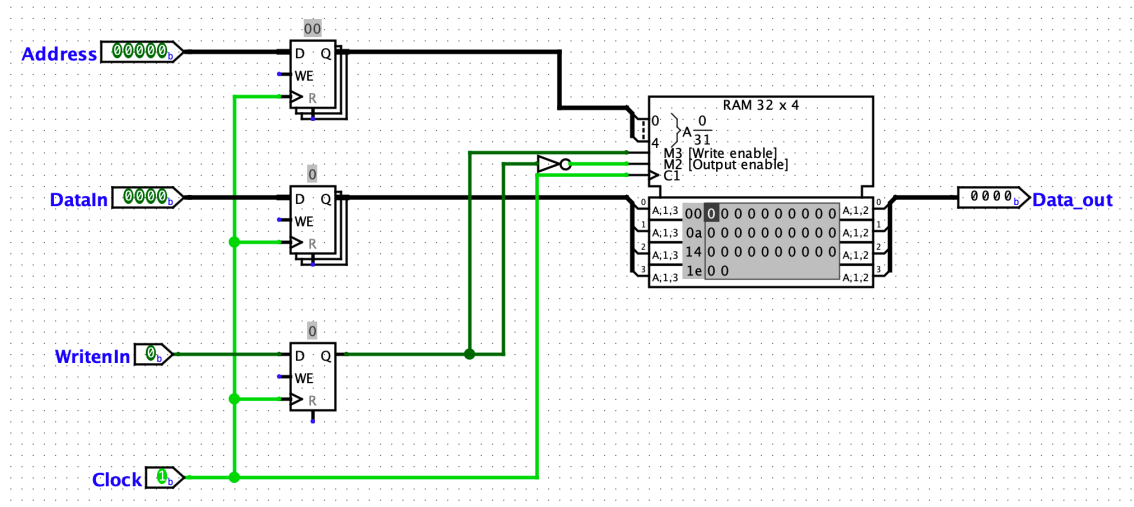 00
Address 00000b D Q
WE
R
RAM 32 x 4
0 A 0
4 31
M3 [Write enable]
M2 [Output enable]
C1
0
DataIn 0000b D Q
WE
R
0 A,1,3 00 0 0 0 0 0 0 0 0 0 0 A,1,2 0 0000b Data_out
1 A,1,3 0a 0 0 0 0 0 0 0 0 0 0 A,1,2 1
2 A,1,3 14 0 0 0 0 0 0 0 0 0 0 A,1,2 2
3 A,1,3 1e 0 0 A,1,2 3
0
WritenIn 0b D Q
WE
R
Clock 1b